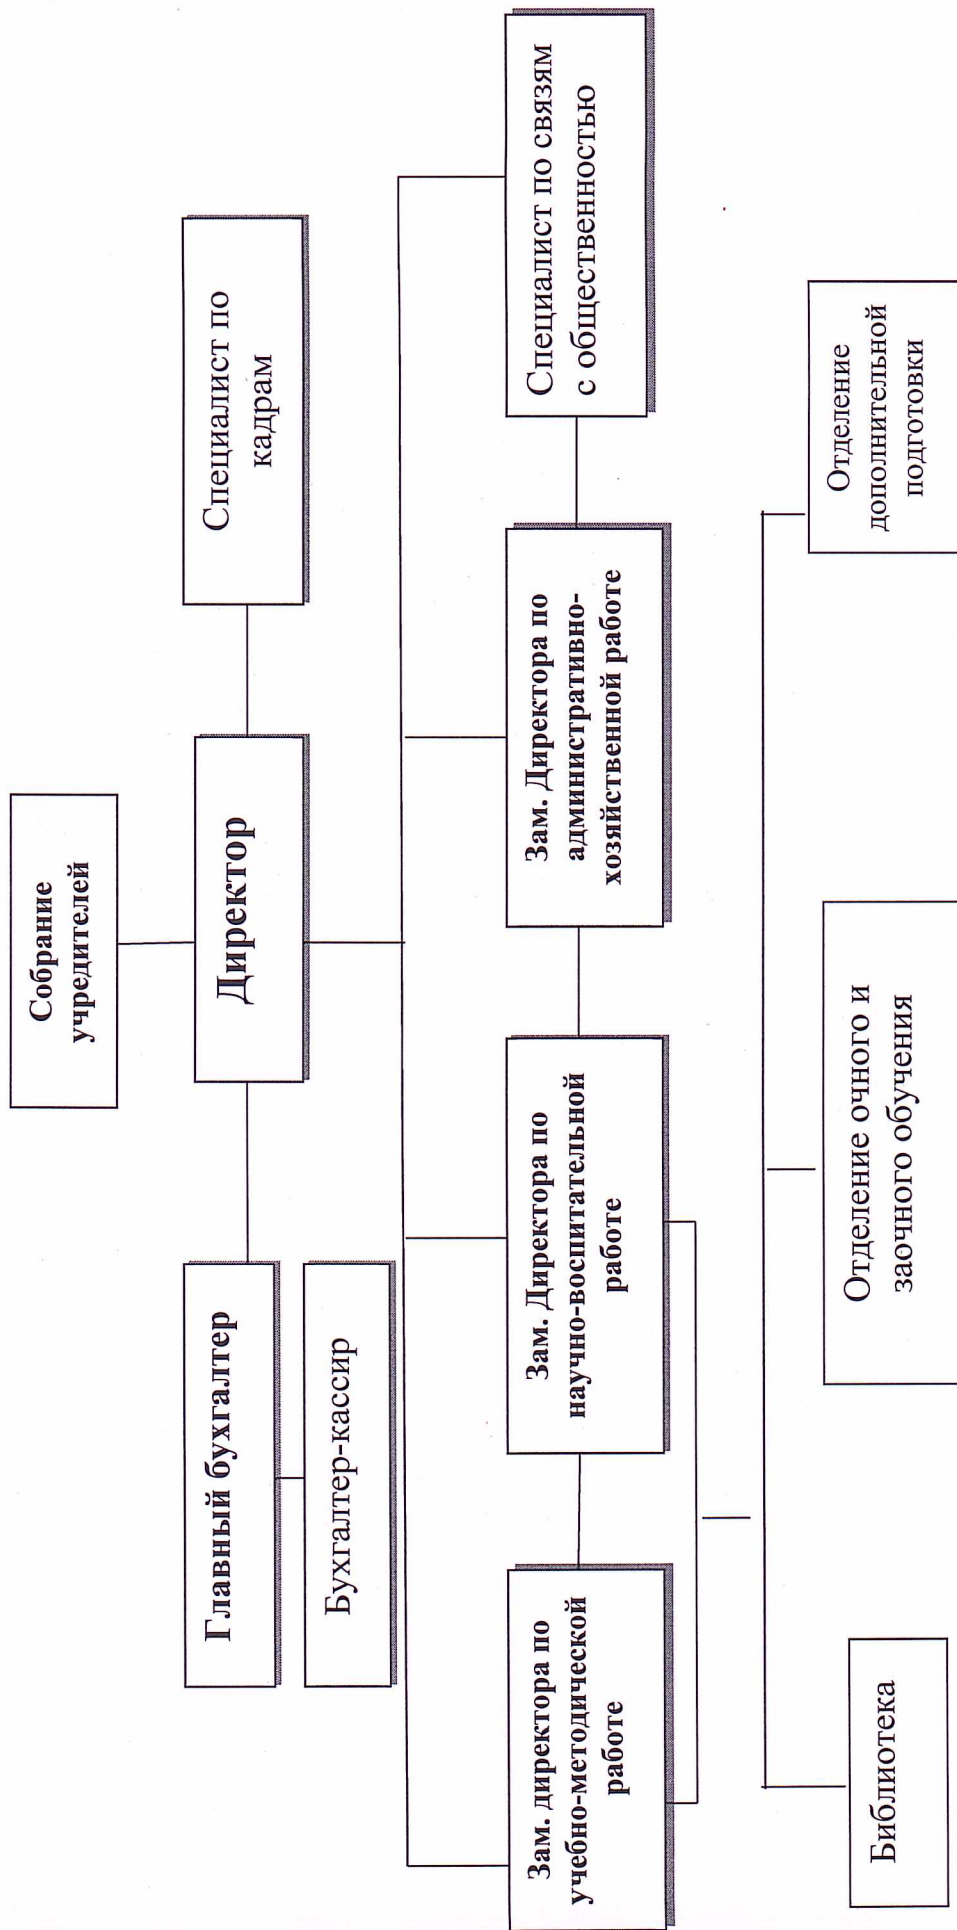 Собрание
учредителей
Главный бухгалтер
Директор
Специалист по
кадрам
Бухгалтер-кассир
Зам. директора по
учебно-методической
работе
Зам. Директора по
научно-воспитательной
работе
Зам. Директора по
административно-
хозяйственной работе
Специалист по связям
с общественностью
Библиотека
Отделение очного и
заочного обучения
Отделение
дополнительной
подготовки